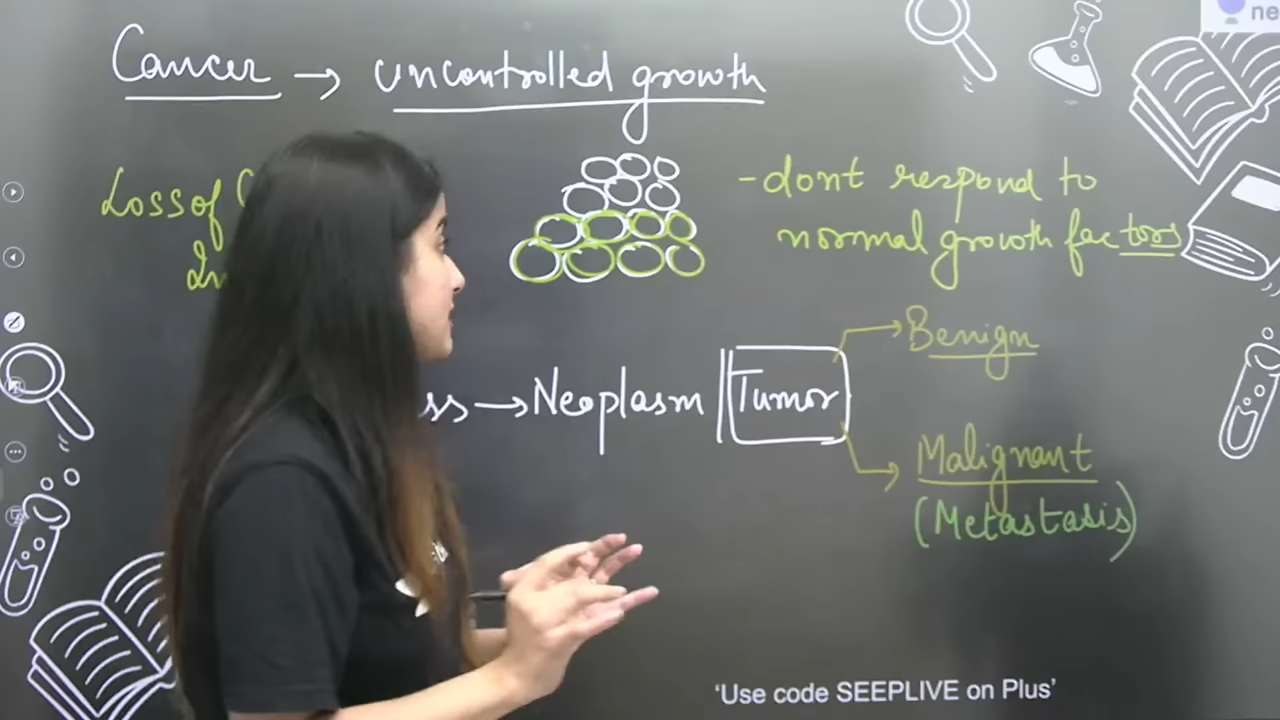 Cancer → uncontrolled growth
Loss of
- dont respond to
normal growth factors
Benign
ss → Neoplasm | Tumor
Malignant
(Metastasis)
'Use code SEEPLIVE on Plus'
ne